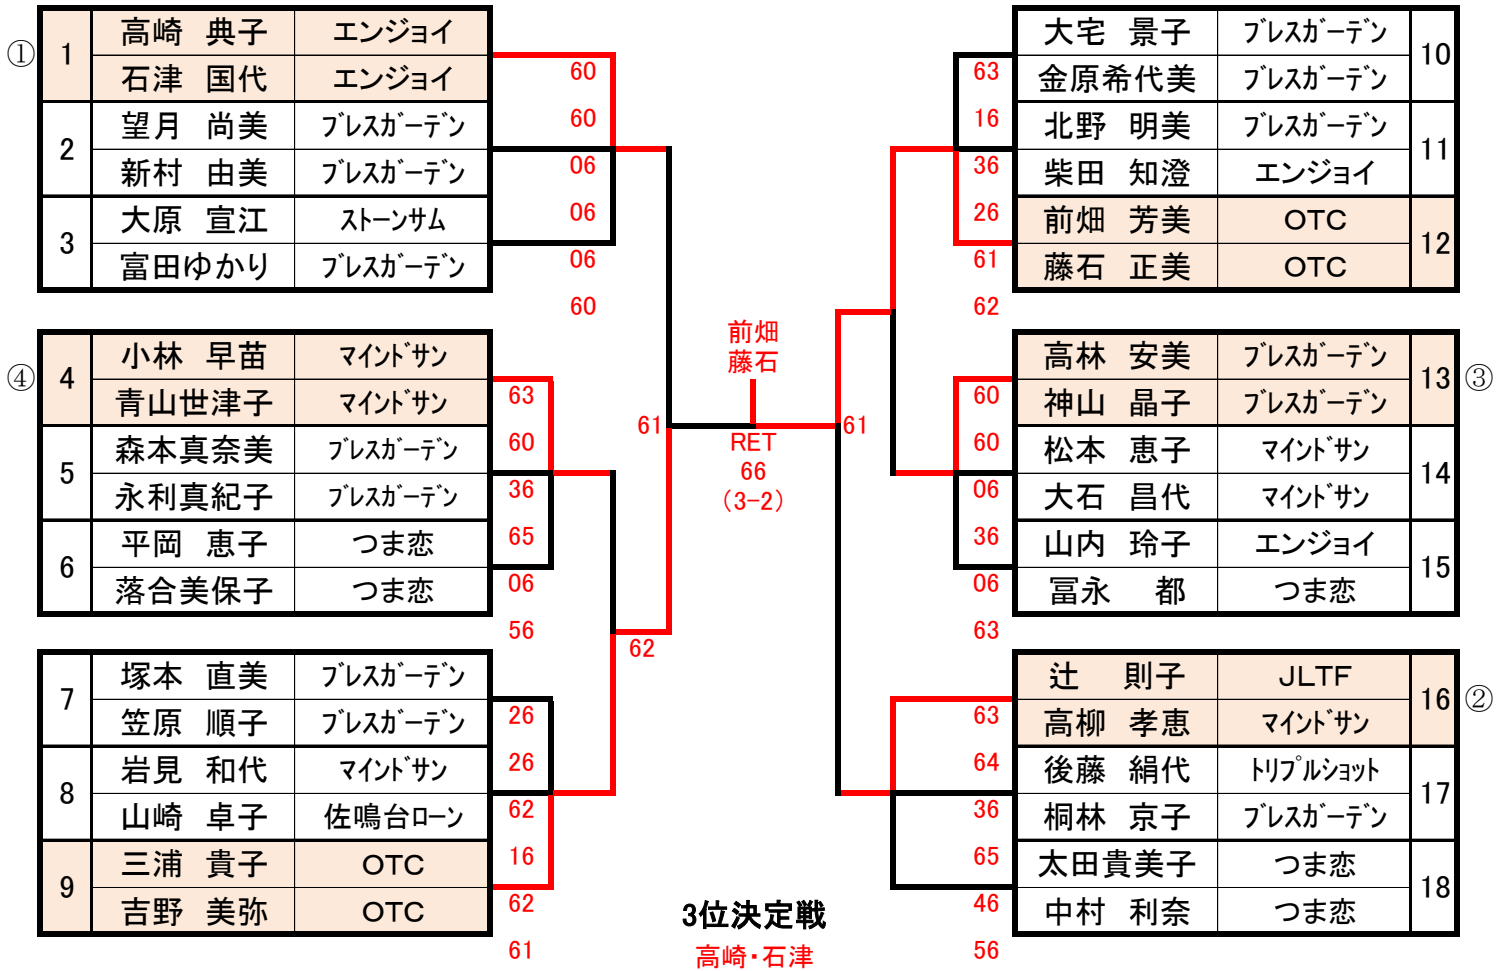 ① 1 高崎 典子 エンジョイ
石津 国代 エンジョイ
60
2 望月 尚美 ブレスガーデン
60
新村 由美 ブレスガーデン
06
3 大原 宣江 ストーンサム
06
富田ゆかり ブレスガーデン
06
60
④ 4 小林 早苗 マインドサン
青山世津子 マインドサン
63
5 森本真奈美 ブレスガーデン
60
永利真紀子 ブレスガーデン
36
6 平岡 恵子 つま恋
65
落合美保子 つま恋
06
56
7 塚本 直美 ブレスガーデン
笠原 順子 ブレスガーデン
26
8 岩見 和代 マインドサン
26
山崎 卓子 佐鳴台ローン
62
9 三浦 貴子 OTC
16
吉野 美弥 OTC
62
61
62
61
前畑
藤石
RET
66
(3-2)
61
大宅 景子 ブレスガーデン 10
63
金原希代美 ブレスガーデン
16
北野 明美 ブレスガーデン 11
36
柴田 知澄 エンジョイ
26
前畑 芳美 OTC 12
61
藤石 正美 OTC
62
高林 安美 ブレスガーデン 13 ③
60
神山 晶子 ブレスガーデン
60
松本 恵子 マインドサン 14
06
大石 昌代 マインドサン
36
山内 玲子 エンジョイ 15
06
冨永 都 つま恋
63
辻 則子 JLTF 16 ②
63
高柳 孝恵 マインドサン
64
後藤 絹代 トリプルショット 17
36
桐林 京子 ブレスガーデン
65
太田貴美子 つま恋 18
46
中村 利奈 つま恋
56
3位決定戦
高崎・石津